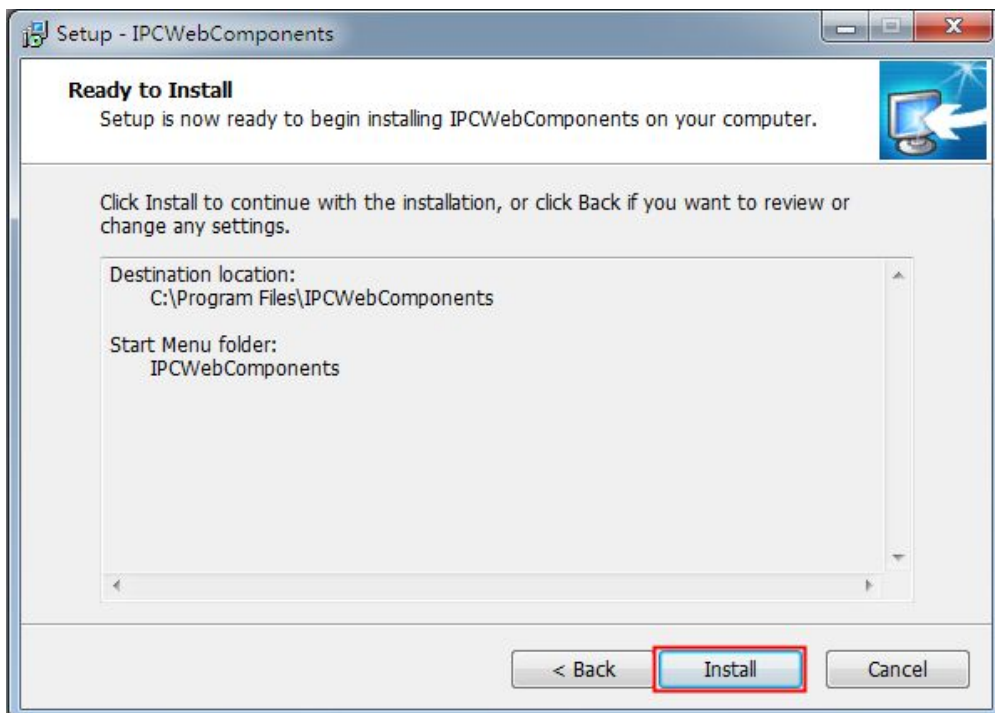 Setup - IPCWebComponents
Ready to Install
Setup is now ready to begin installing IPCWebComponents on your computer.
Click Install to continue with the installation, or click Back if you want to review or
change any settings.
Destination location:
C:\Program Files\IPCWebComponents
Start Menu folder:
IPCWebComponents
< Back Install Cancel